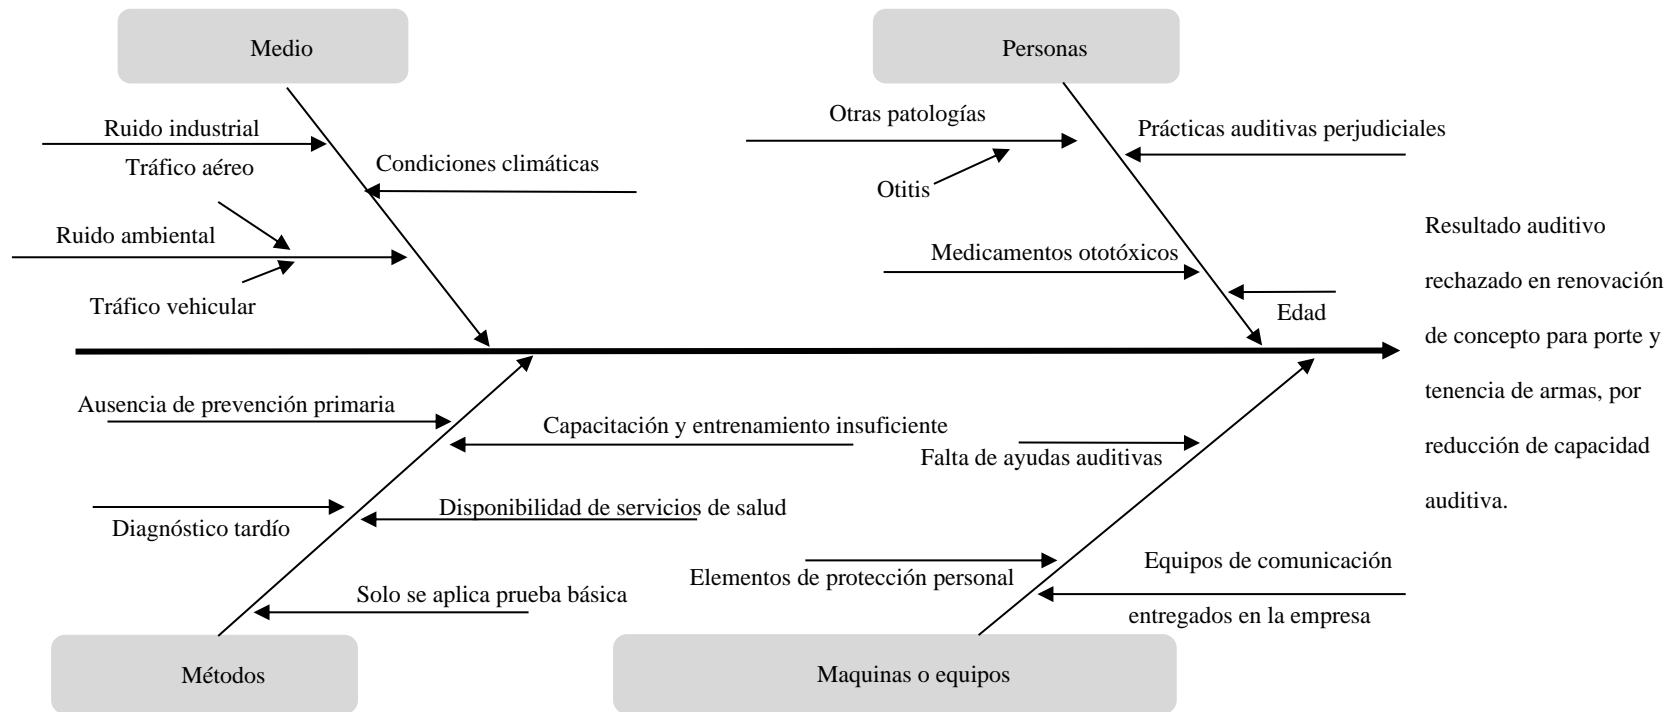 Medio
Personas
Ruido industrial
Tráfico aéreo
Condiciones climáticas
Ruido ambiental
Tráfico vehicular
Otras patologías
Prácticas auditivas perjudiciales
Otitis
Medicamentos ototóxicos
Edad
Resultado auditivo
rechazado en renovación
de concepto para porte y
tenencia de armas, por
reducción de capacidad
auditiva.
Ausencia de prevención primaria
Capacitación y entrenamiento insuficiente
Diagnóstico tardío
Disponibilidad de servicios de salud
Solo se aplica prueba básica
Falta de ayudas auditivas
Elementos de protección personal
Equipos de comunicación
entregados en la empresa
Métodos
Maquinas o equipos